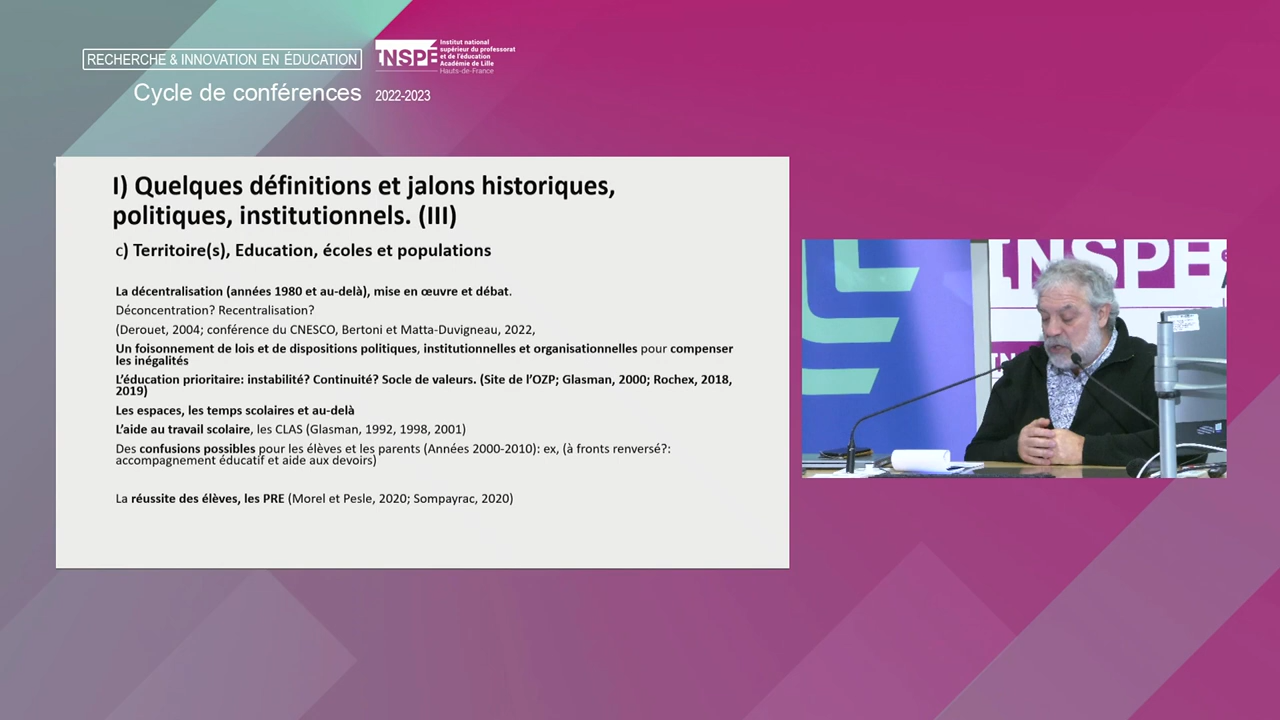 RECHERCHE & INNOVATION EN ÉDUCATION
INSPÉ
Institut national
supérieur du professorat
et de l'éducation
Académie de Lille
Hauts-de-France
Cycle de conférences 2022-2023
I) Quelques définitions et jalons historiques,
politiques, institutionnels. (III)
c) Territoire(s), Education, écoles et populations
La décentralisation (années 1980 et au-delà), mise en œuvre et débat.
Déconcentration? Recentralisation?
(Derouet, 2004; conférence du CNESCO, Bertoni et Matta-Duvigneau, 2022,
Un foisonnement de lois et de dispositions politiques, institutionnelles et organisationnelles pour compenser
les inégalités
L'éducation prioritaire: instabilité? Continuité? Socle de valeurs. (Site de l'OZP; Glasman, 2000; Rochex, 2018,
2019)
Les espaces, les temps scolaires et au-delà
L'aide au travail scolaire, les CLAS (Glasman, 1992, 1998, 2001)
Des confusions possibles pour les élèves et les parents (Années 2000-2010): ex, (à fronts renversé?:
accompagnement éducatif et aide aux devoirs)
La réussite des élèves, les PRE (Morel et Pesle, 2020; Sompayrac, 2020)
INSPÉ